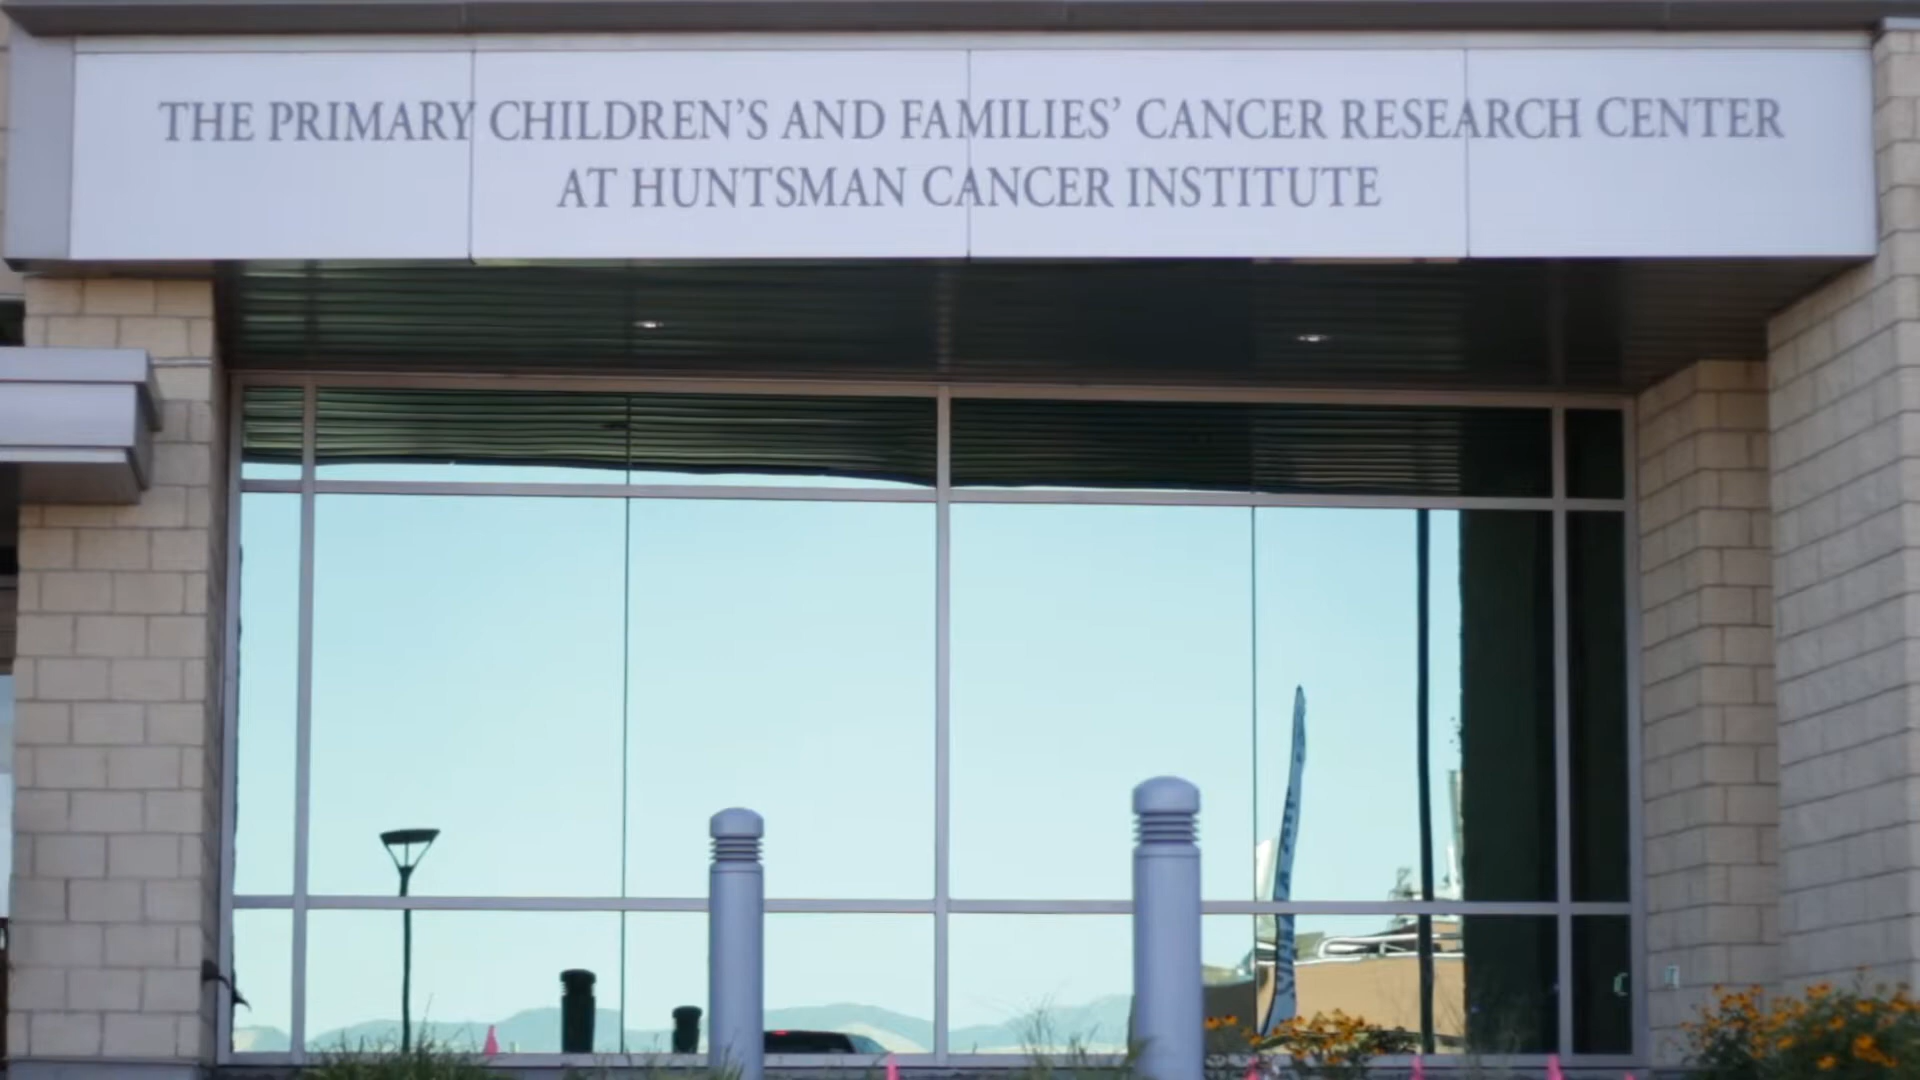 THE PRIMARY CHILDREN'S AND FAMILIES' CANCER RESEARCH CENTER
AT HUNTSMAN CANCER INSTITUTE